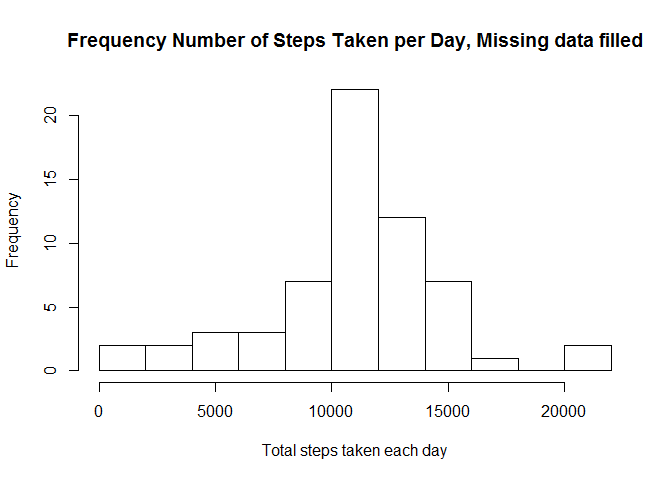 Frequency Number of Steps Taken per Day, Missing data filled
Frequency
20
15
10
5
0
0 5000 10000 15000 20000
Total steps taken each day